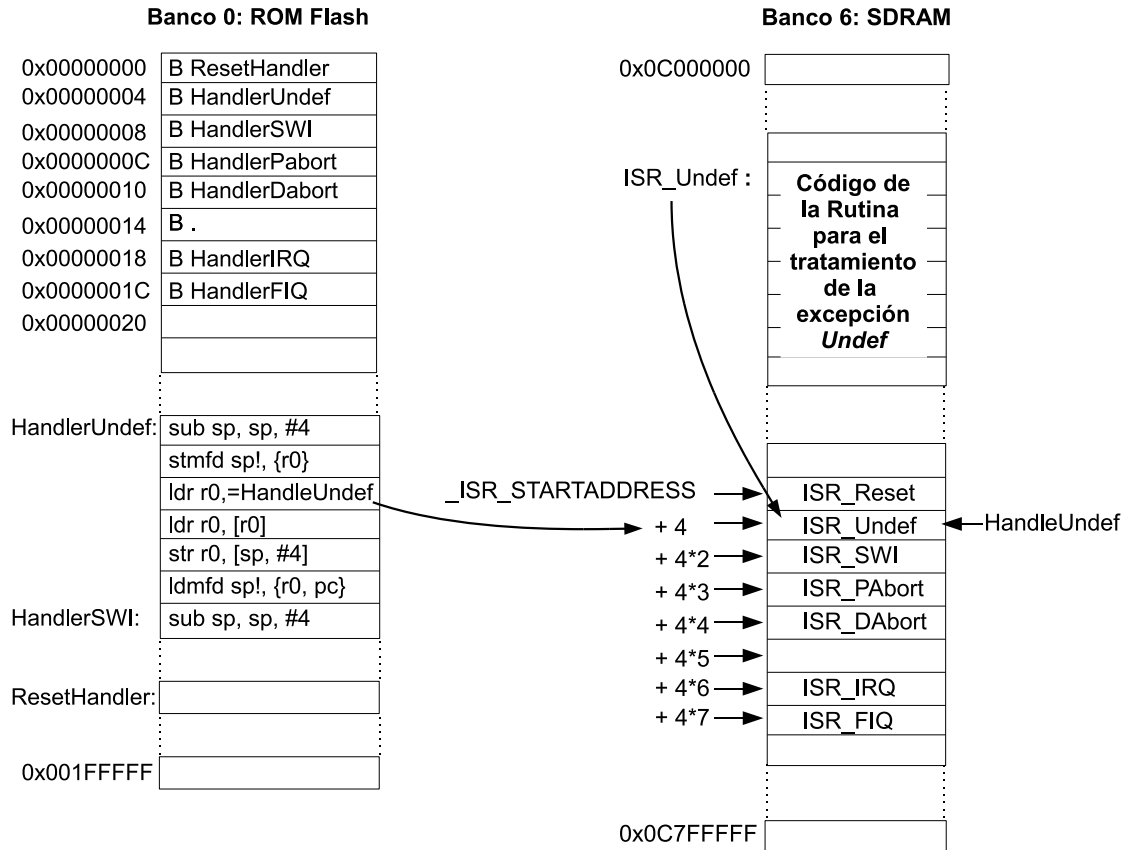 Banco 0: ROM Flash
0x00000000 B ResetHandler
0x00000004 B HandlerUndef
0x00000008 B HandlerSWI
0x0000000C B HandlerPabort
0x00000010 B HandlerDabort
0x00000014 B .
0x00000018 B HandlerIRQ
0x0000001C B HandlerFIQ
0x00000020
HandlerUndef: sub sp, sp, #4
stmfd sp!, {r0}
ldr r0,=HandleUndef
ldr r0, [r0]
str r0, [sp, #4]
ldmfd sp!, {r0, pc}
HandlerSWI: sub sp, sp, #4
ResetHandler:
0x001FFFFF
Banco 6: SDRAM
0x0C000000
ISR_Undef :
Código de
la Rutina
para el
tratamiento
de la
excepción
Undef
_ISR_STARTADDRESS ISR_Reset
+ 4 ISR_Undef HandleUndef
+ 4*2 ISR_SWI
+ 4*3 ISR_PAbort
+ 4*4 ISR_DAbort
+ 4*5
+ 4*6 ISR_IRQ
+ 4*7 ISR_FIQ
0x0C7FFFFF